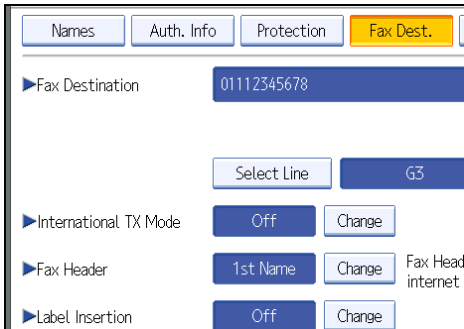 Names Auth. Info Protection Fax Dest.
▶Fax Destination 01112345678
Select Line G3
▶International TX Mode Off Change
▶Fax Header 1st Name Change Fax Head
internet
▶Label Insertion Off Change